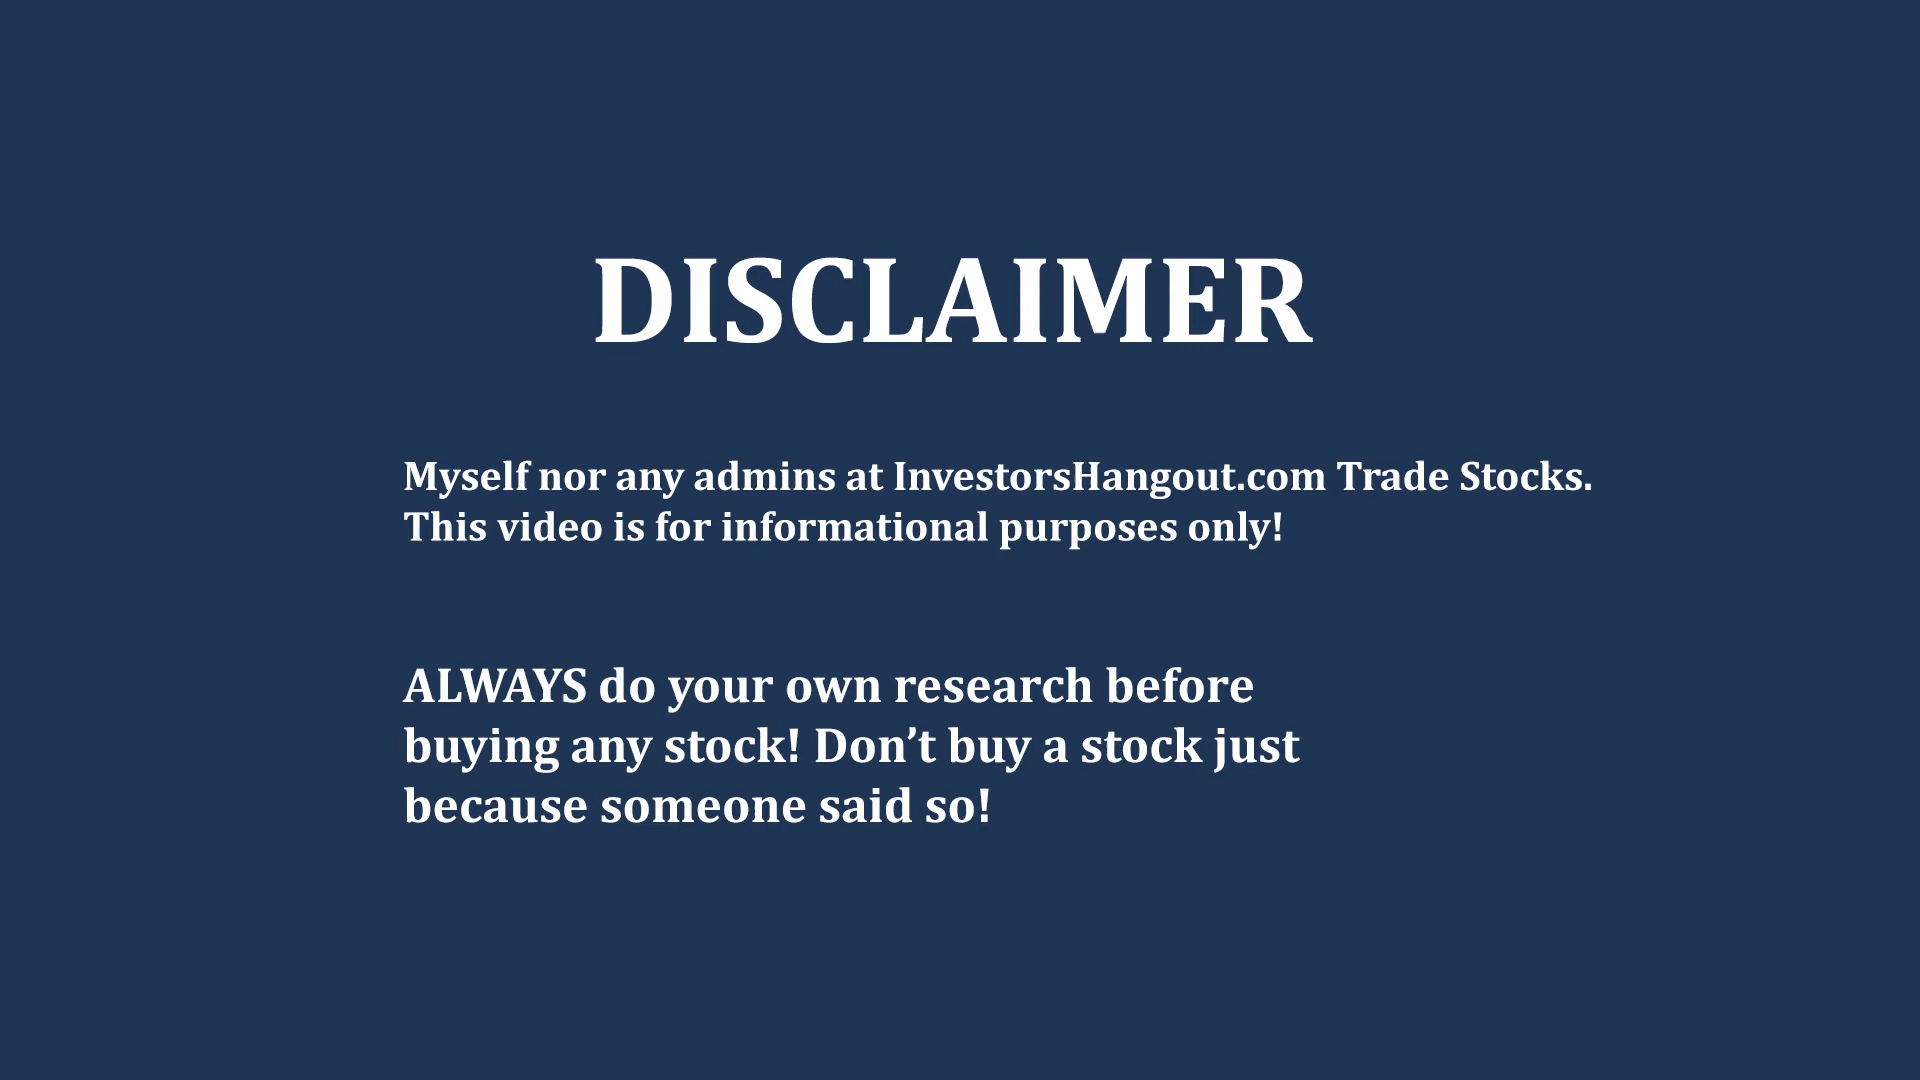 DISCLAIMER
Myself nor any admins at InvestorsHangout.com Trade Stocks.
This video is for informational purposes only!
ALWAYS do your own research before
buying any stock! Don’t buy a stock just
because someone said so!